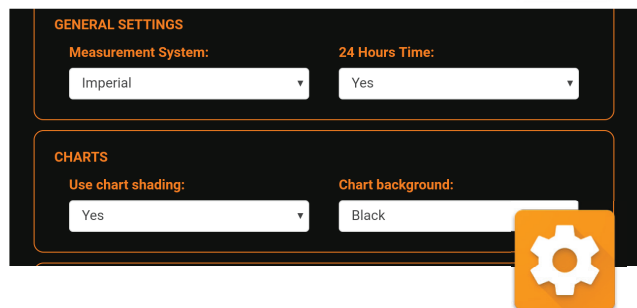 GENERAL SETTINGS
Measurement System: 24 Hours Time:
Imperial Yes
CHARTS
Use chart shading: Chart background:
Yes Black